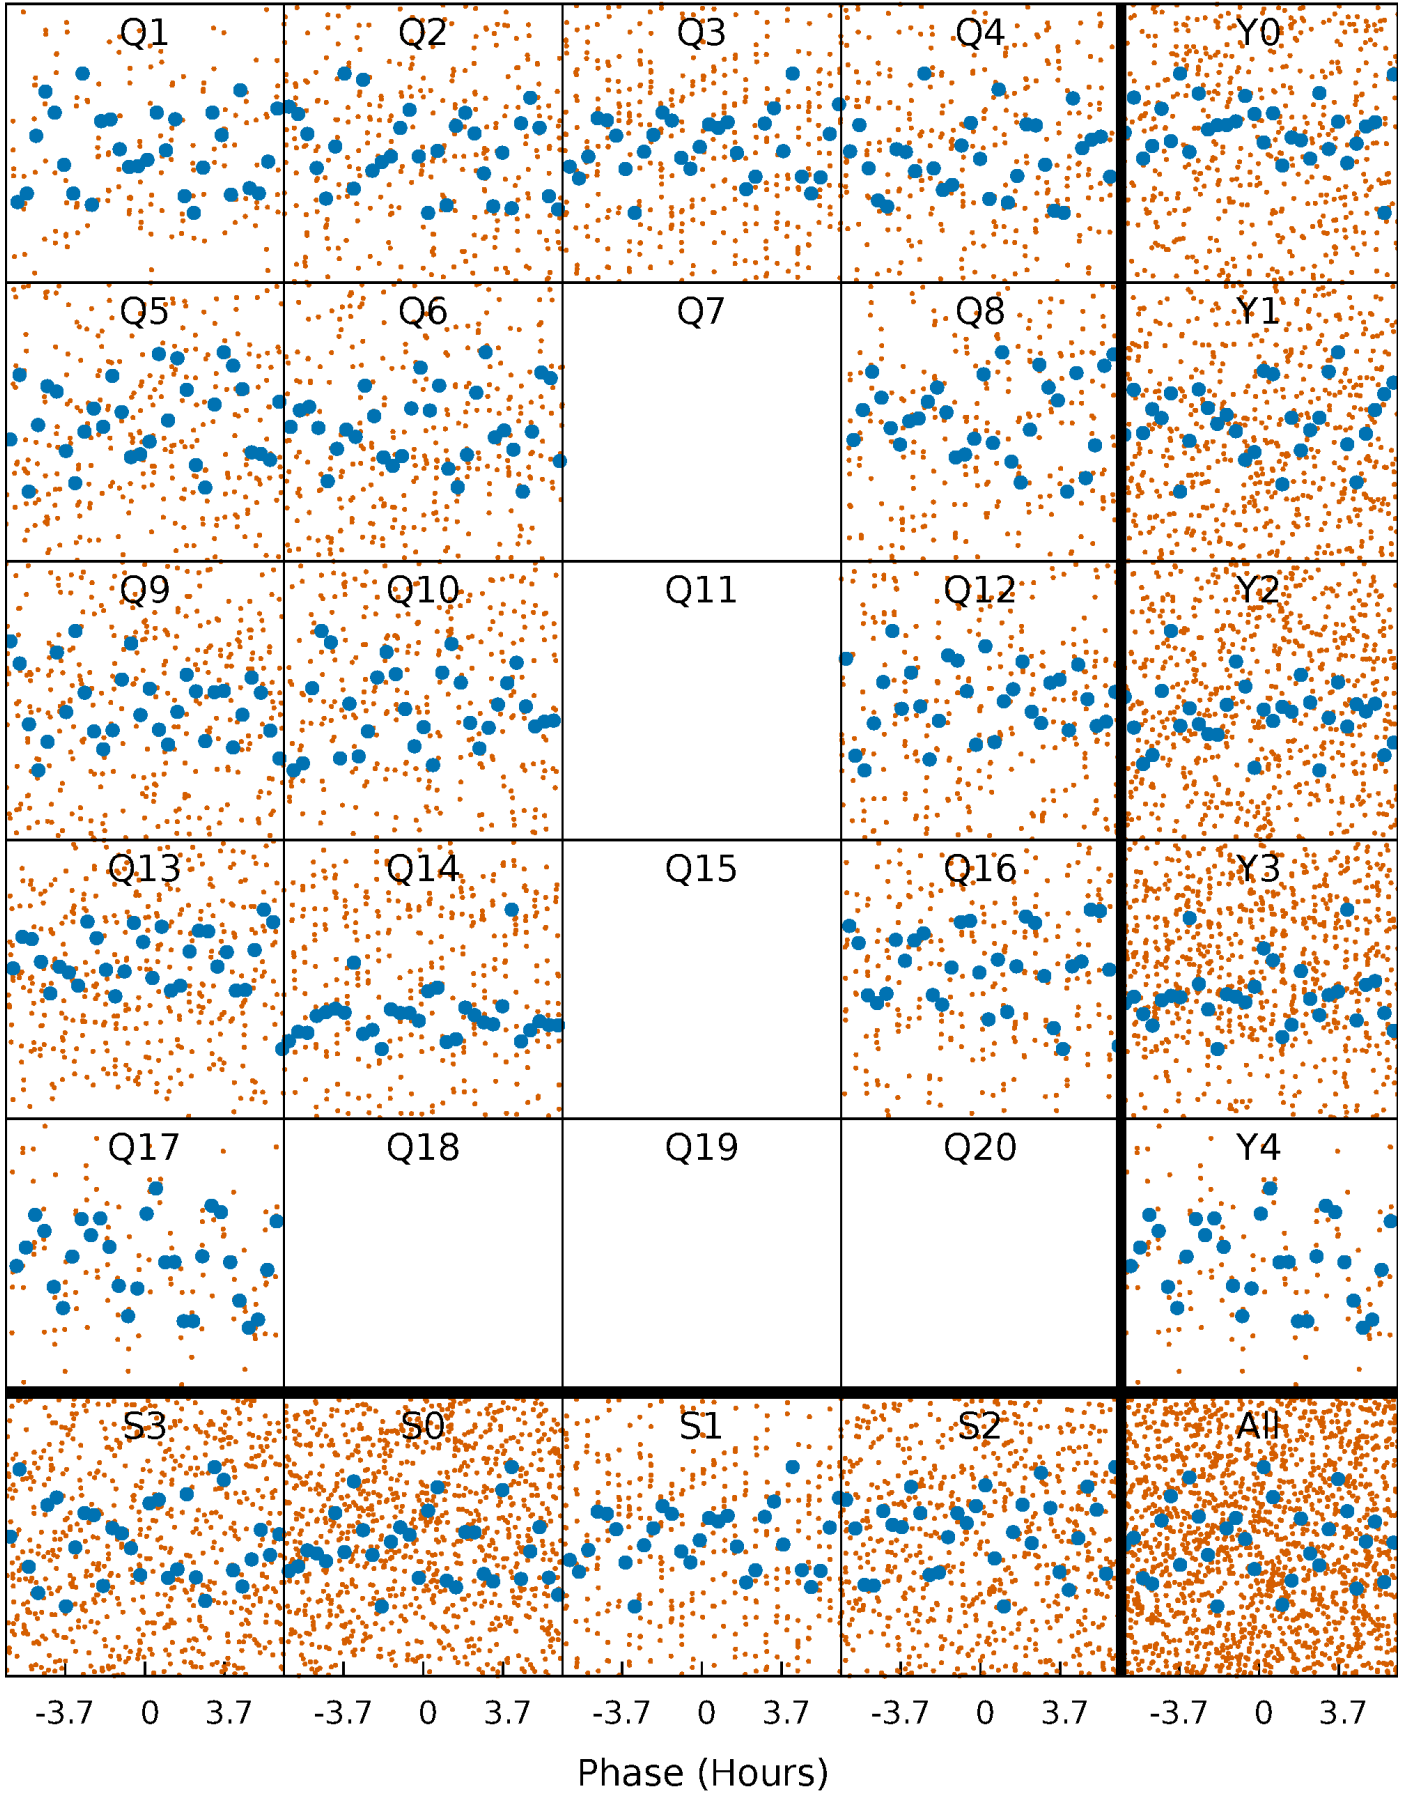 Q1 Q2 Q3 Q4 Y0
Q5 Q6 Q7 Q8 Y1
Q9 Q10 Q11 Q12 Y2
Q13 Q14 Q15 Q16 Y3
Q17 Q18 Q19 Q20 Y4
S3 S0 S1 S2 All
-3.7 0 3.7 -3.7 0 3.7 -3.7 0 3.7 -3.7 0 3.7 -3.7 0 3.7
Phase (Hours)